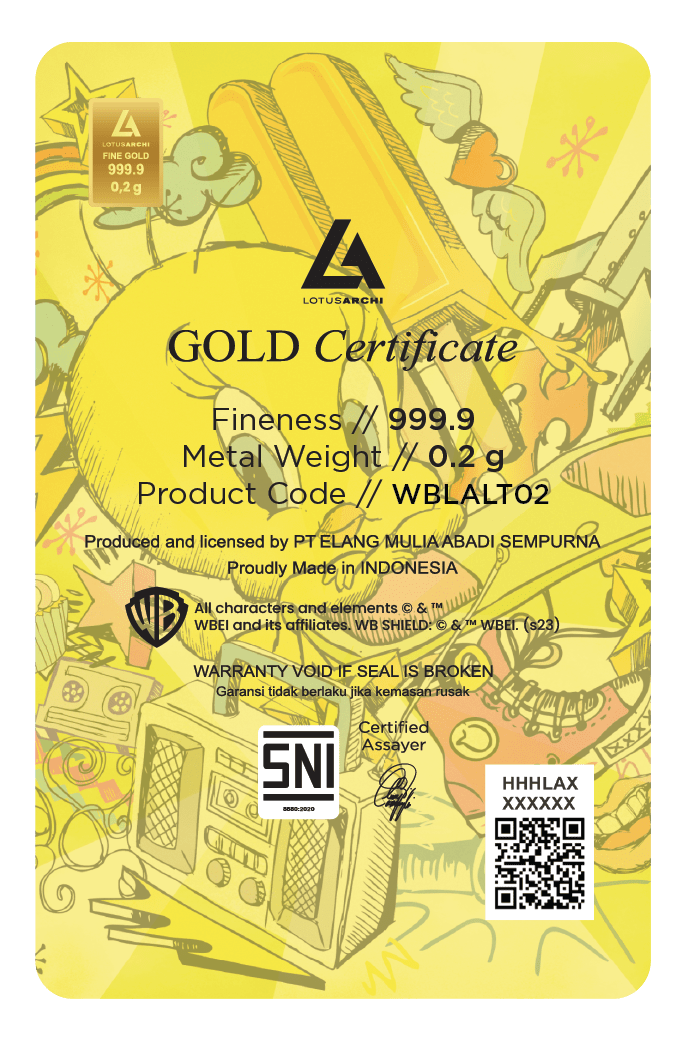 LOTUSARCHI
FINE GOLD
999.9
0,2 g
LOTUSARCHI
GOLD Certificate
Fineness // 999.9
Metal Weight // 0.2 g
Product Code // WBLALT02
Produced and licensed by PT ELANG MULIA ABADI SEMPURNA
Proudly Made in INDONESIA
WB
All characters and elements © & ™
WBEI and its affiliates. WB SHIELD: © & ™ WBEI. (s23)
WARRANTY VOID IF SEAL IS BROKEN
Garansi tidak berlaku jika kemasan rusak
SNI
8880:2020
Certified
Assayer
HHHLAX
XXXXXX